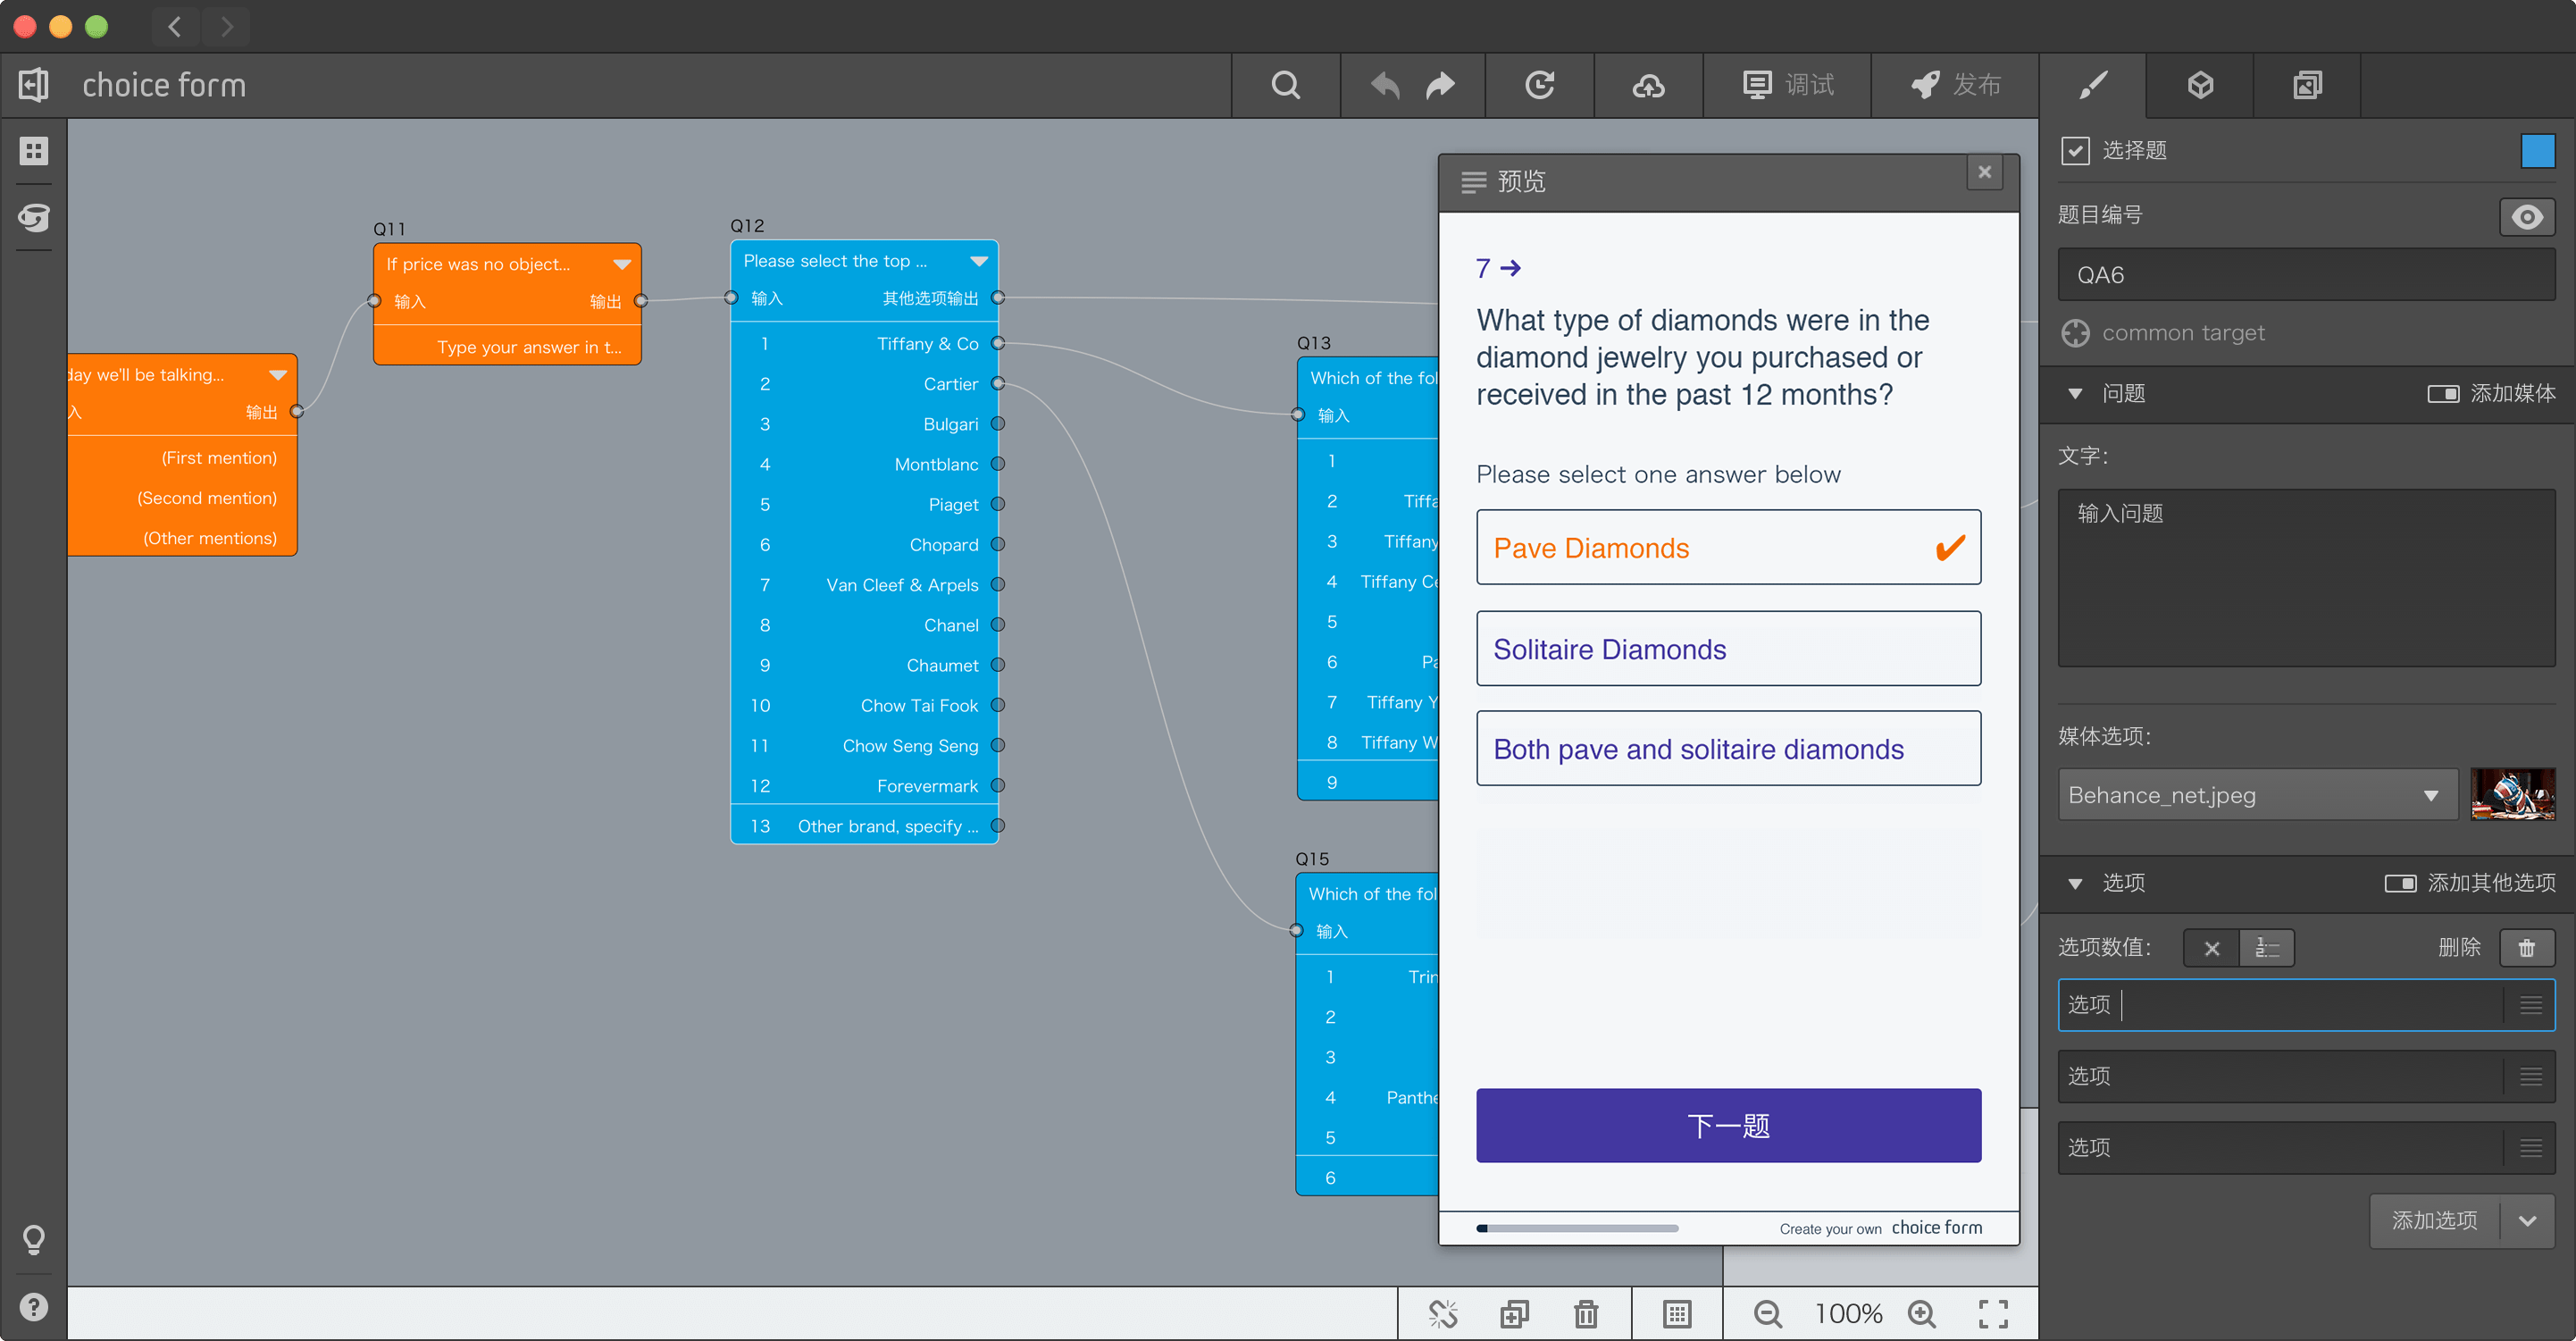 choice form
调试
发布
Q11
If price was no object...
输入
输出
Type your answer in t...
day we'll be talking...
入
输出
(First mention)
(Second mention)
(Other mentions)
Q12
Please select the top ...
输入
其他选项输出
1 Tiffany & Co
2 Cartier
3 Bulgari
4 Montblanc
5 Piaget
6 Chopard
7 Van Cleef & Arpels
8 Chanel
9 Chaumet
10 Chow Tai Fook
11 Chow Seng Seng
12 Forevermark
13 Other brand, specify ...
Q13
Which of the fol
输入
1
2 Tiffa
3 Tiffany
4 Tiffany Ce
5
6 Pa
7 Tiffany Y
8 Tiffany W
9
Q15
Which of the fol
输入
1 Trin
2
3
4 Panthe
5
6
预览
7
What type of diamonds were in the
diamond jewelry you purchased or
received in the past 12 months?
Please select one answer below
Pave Diamonds
Solitaire Diamonds
Both pave and solitaire diamonds
下一题
Create your own choice form
100%
选择题
题目编号
QA6
common target
问题
添加媒体
文字:
输入问题
媒体选项:
Behance_net.jpeg
选项
添加其他选项
选项数值:
删除
选项
选项
选项
添加选项